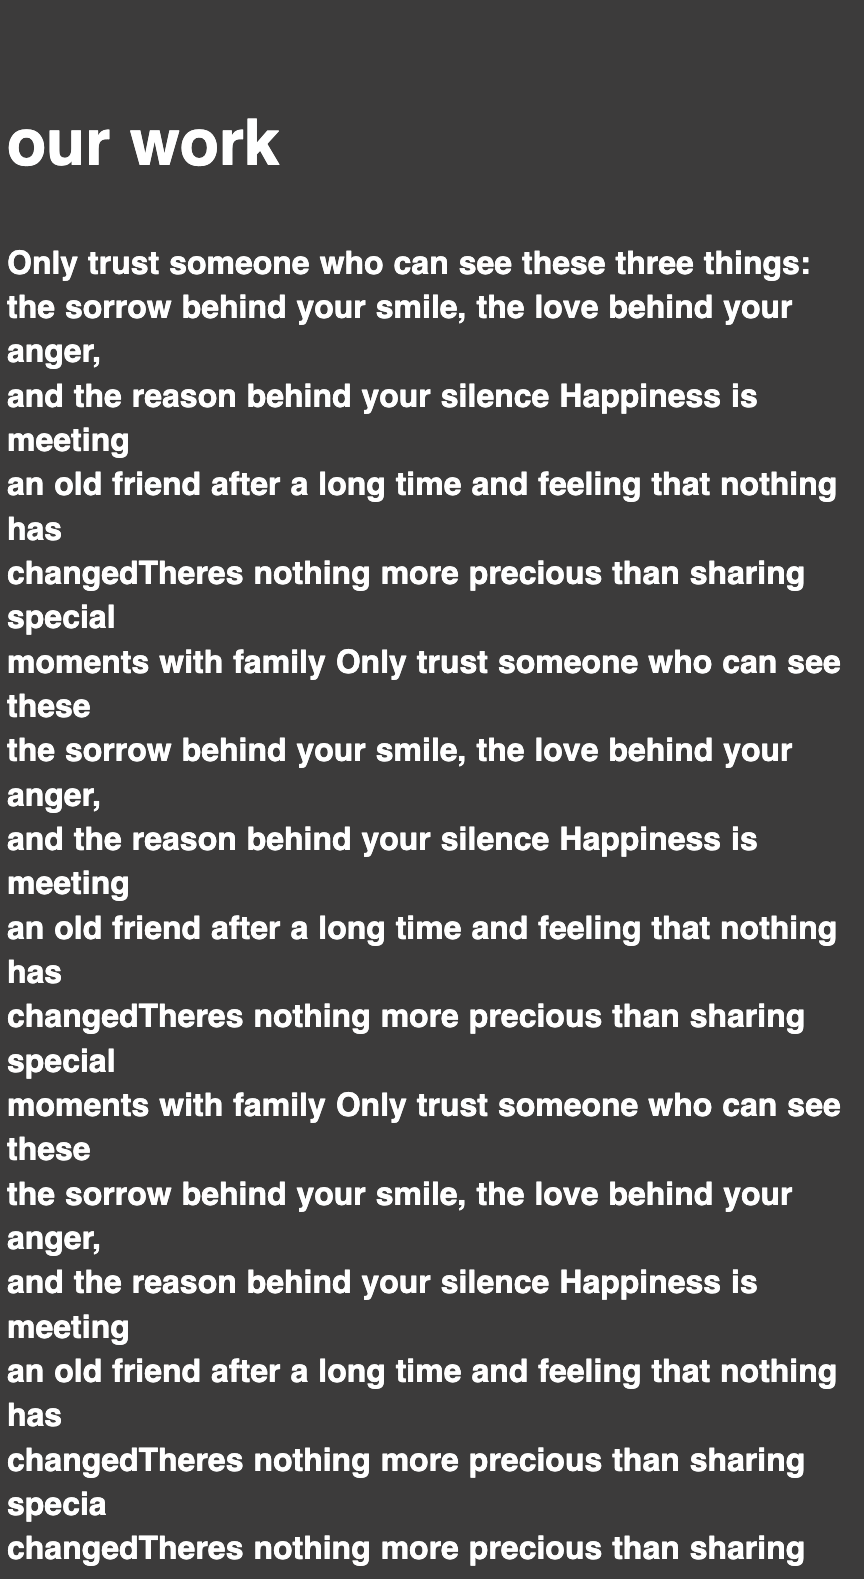 our work
Only trust someone who can see these three things:
the sorrow behind your smile, the love behind your
anger,
and the reason behind your silence Happiness is
meeting
an old friend after a long time and feeling that nothing
has
changedTheres nothing more precious than sharing
special
moments with family Only trust someone who can see
these
the sorrow behind your smile, the love behind your
anger,
and the reason behind your silence Happiness is
meeting
an old friend after a long time and feeling that nothing
has
changedTheres nothing more precious than sharing
special
moments with family Only trust someone who can see
these
the sorrow behind your smile, the love behind your
anger,
and the reason behind your silence Happiness is
meeting
an old friend after a long time and feeling that nothing
has
changedTheres nothing more precious than sharing
specia
changedTheres nothing more precious than sharing